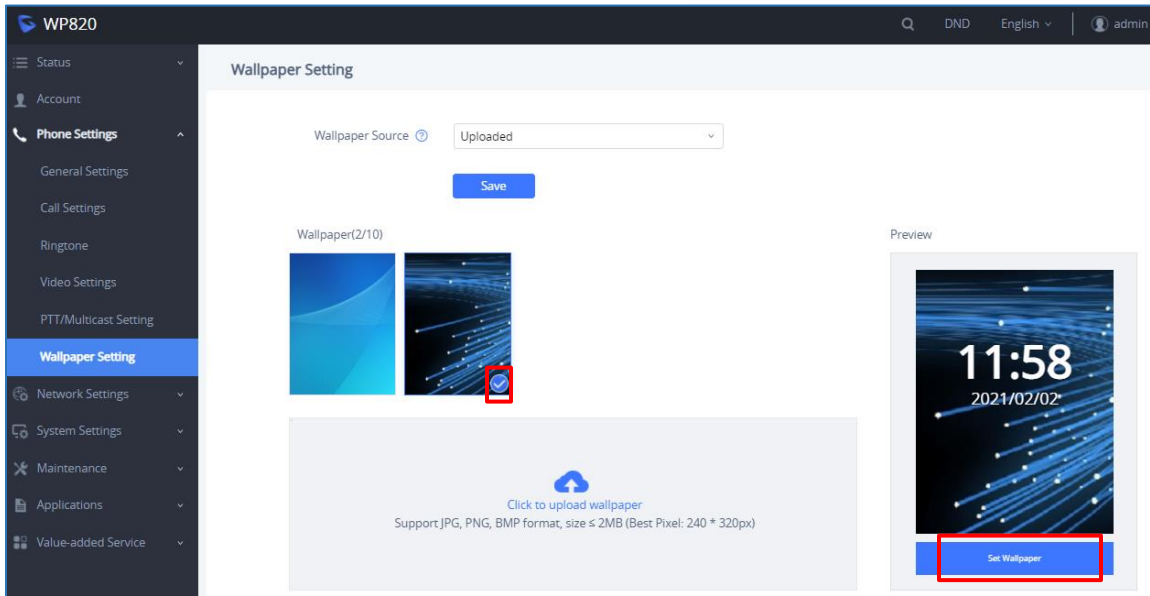 WP820
DND
English
admin
Status
Account
Phone Settings
General Settings
Call Settings
Ringtone
Video Settings
PTT/Multicast Setting
Wallpaper Setting
Network Settings
System Settings
Maintenance
Applications
Value-added Service
Wallpaper Setting
Wallpaper Source
Uploaded
Save
Wallpaper(2/10)
Click to upload wallpaper
Support JPG, PNG, BMP format, size ≤ 2MB (Best Pixel: 240 * 320px)
Preview
11:58
2021/02/02
Set Wallpaper